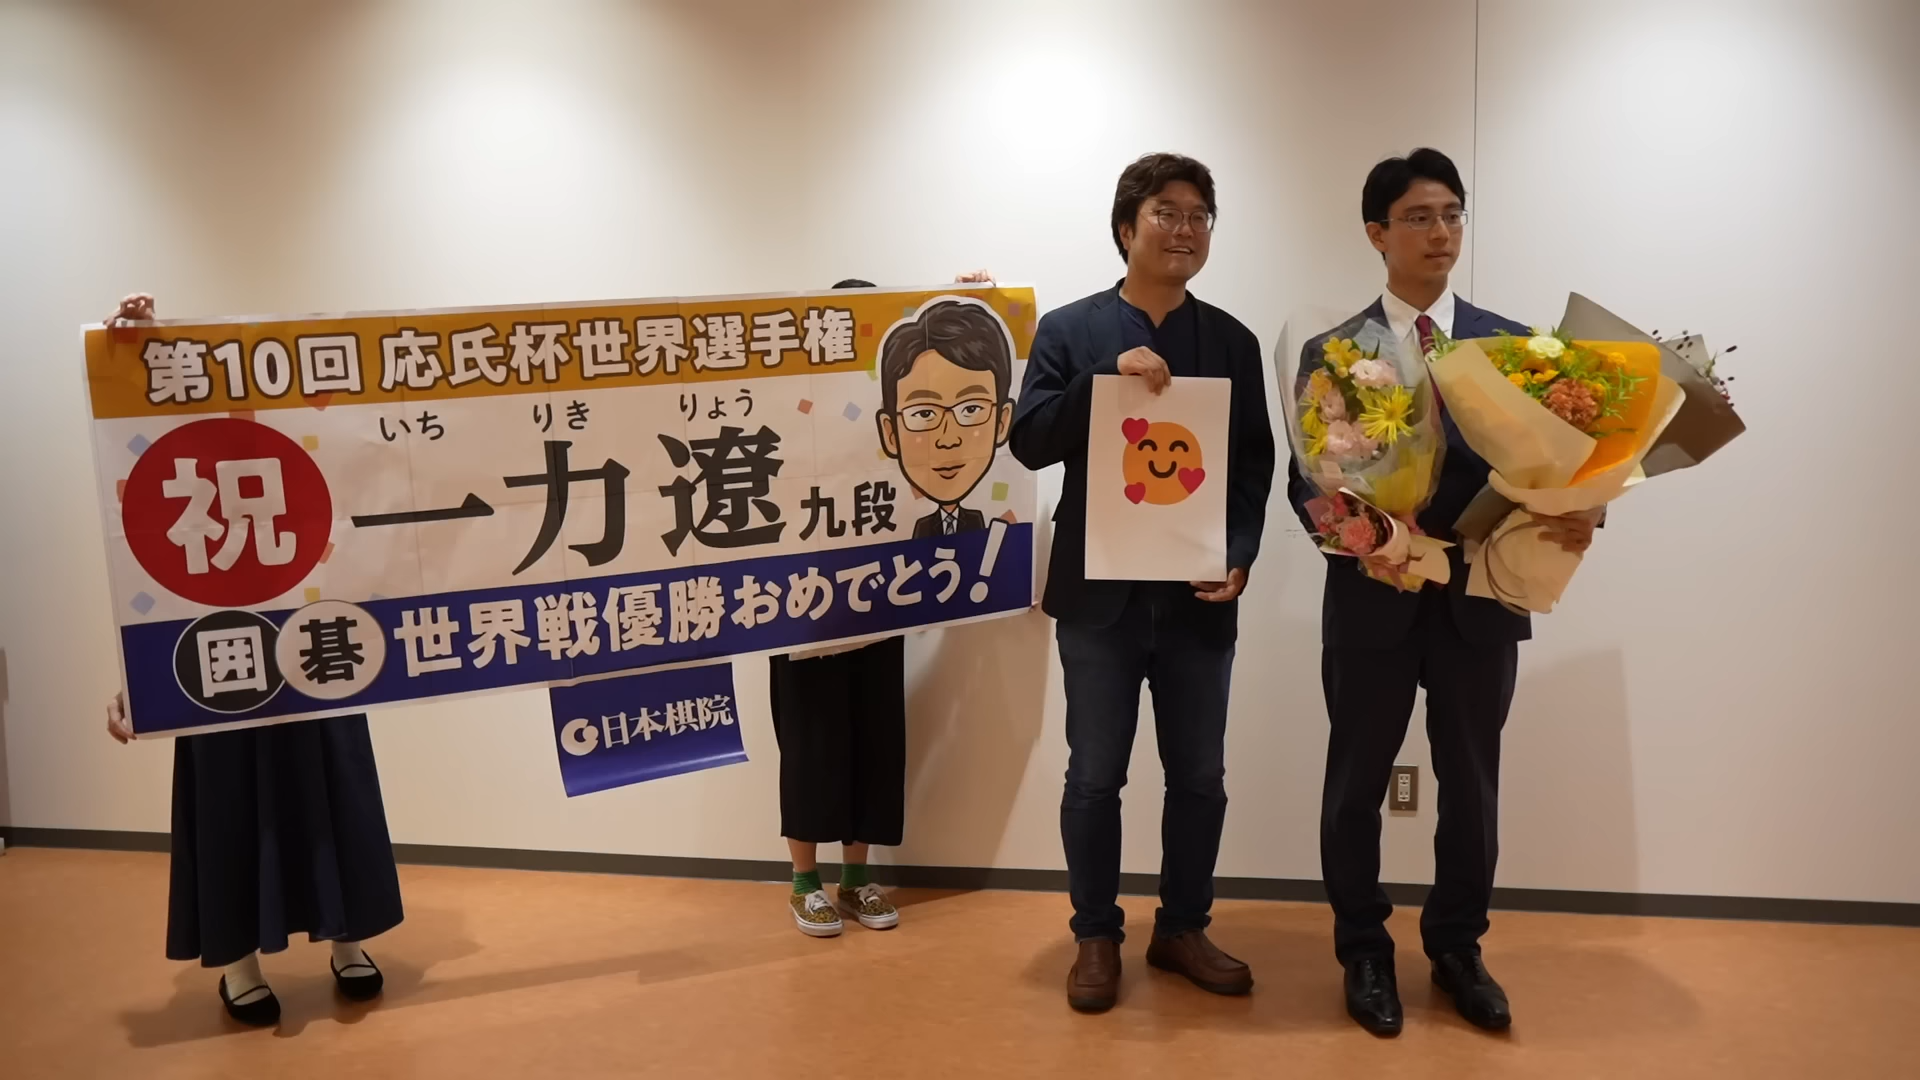 第10回 応氏杯世界選手権
いち りき りょう
祝 一力遼 九段
囲碁 世界戦優勝おめでとう!
日本棋院